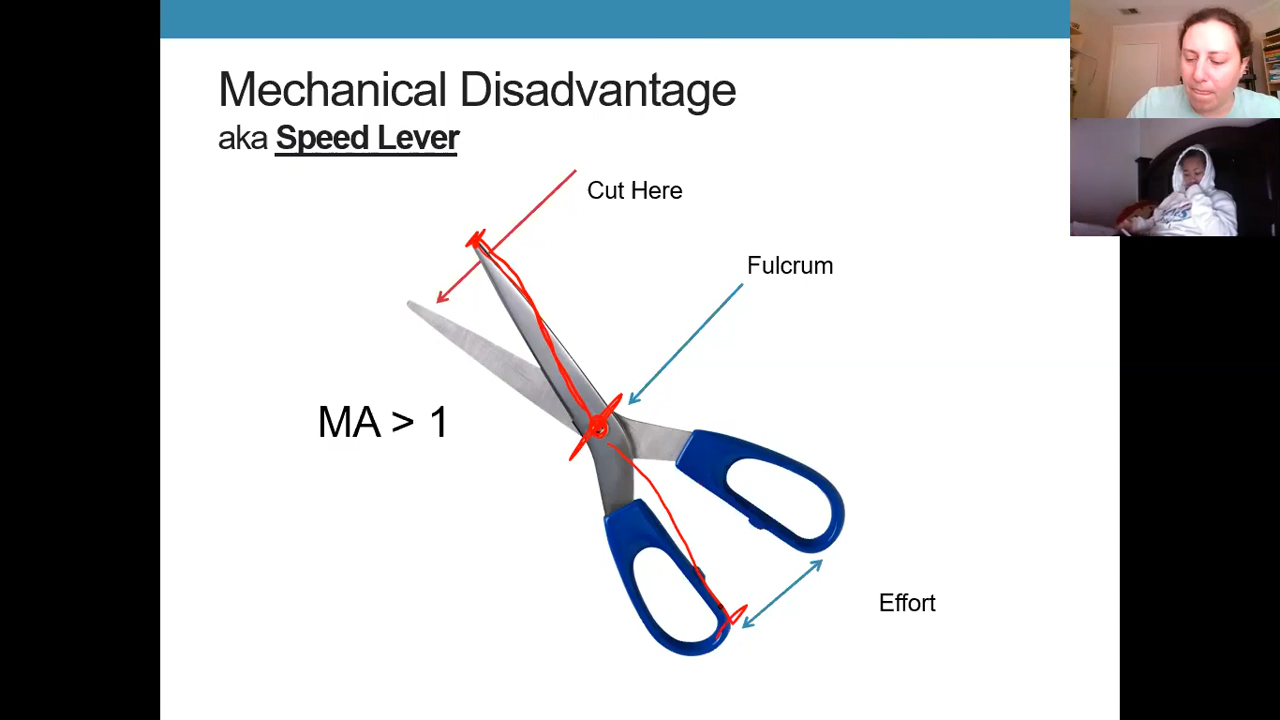 Mechanical Disadvantage
aka Speed Lever
Cut Here
Fulcrum
MA > 1
Effort